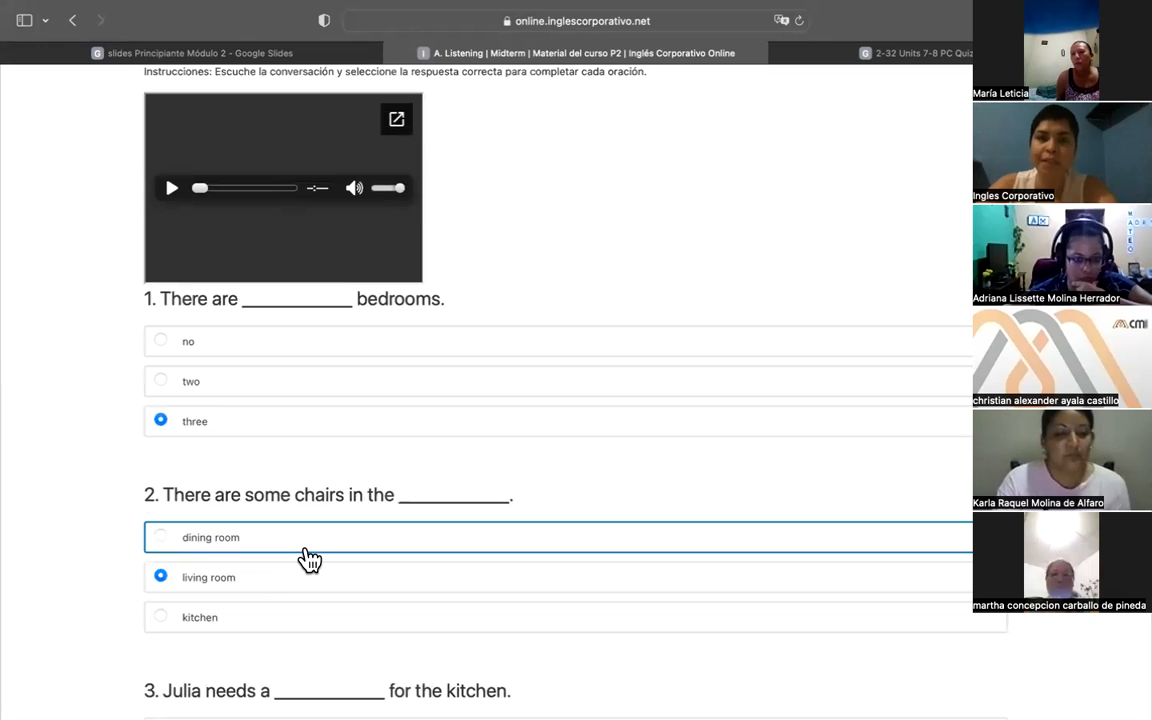 online.inglescorporativo.net
slides Principiante Módulo 2 - Google Slides
A. Listening | Midterm | Material del curso P2 | Inglés Corporativo Online
2-32 Units 7-8 PC Quiz
Instrucciones: Escuche la conversación y seleccione la respuesta correcta para completar cada oración.
-:--
1. There are ___________ bedrooms.
no
two
three
2. There are some chairs in the ___________.
dining room
living room
kitchen
3. Julia needs a ___________ for the kitchen.
María Leticia
Ingles Corporativo
Adriana Lissette Molina Herrador
cmi
christian alexander ayala castillo
Karla Raquel Molina de Alfaro
martha concepcion carballo de pineda